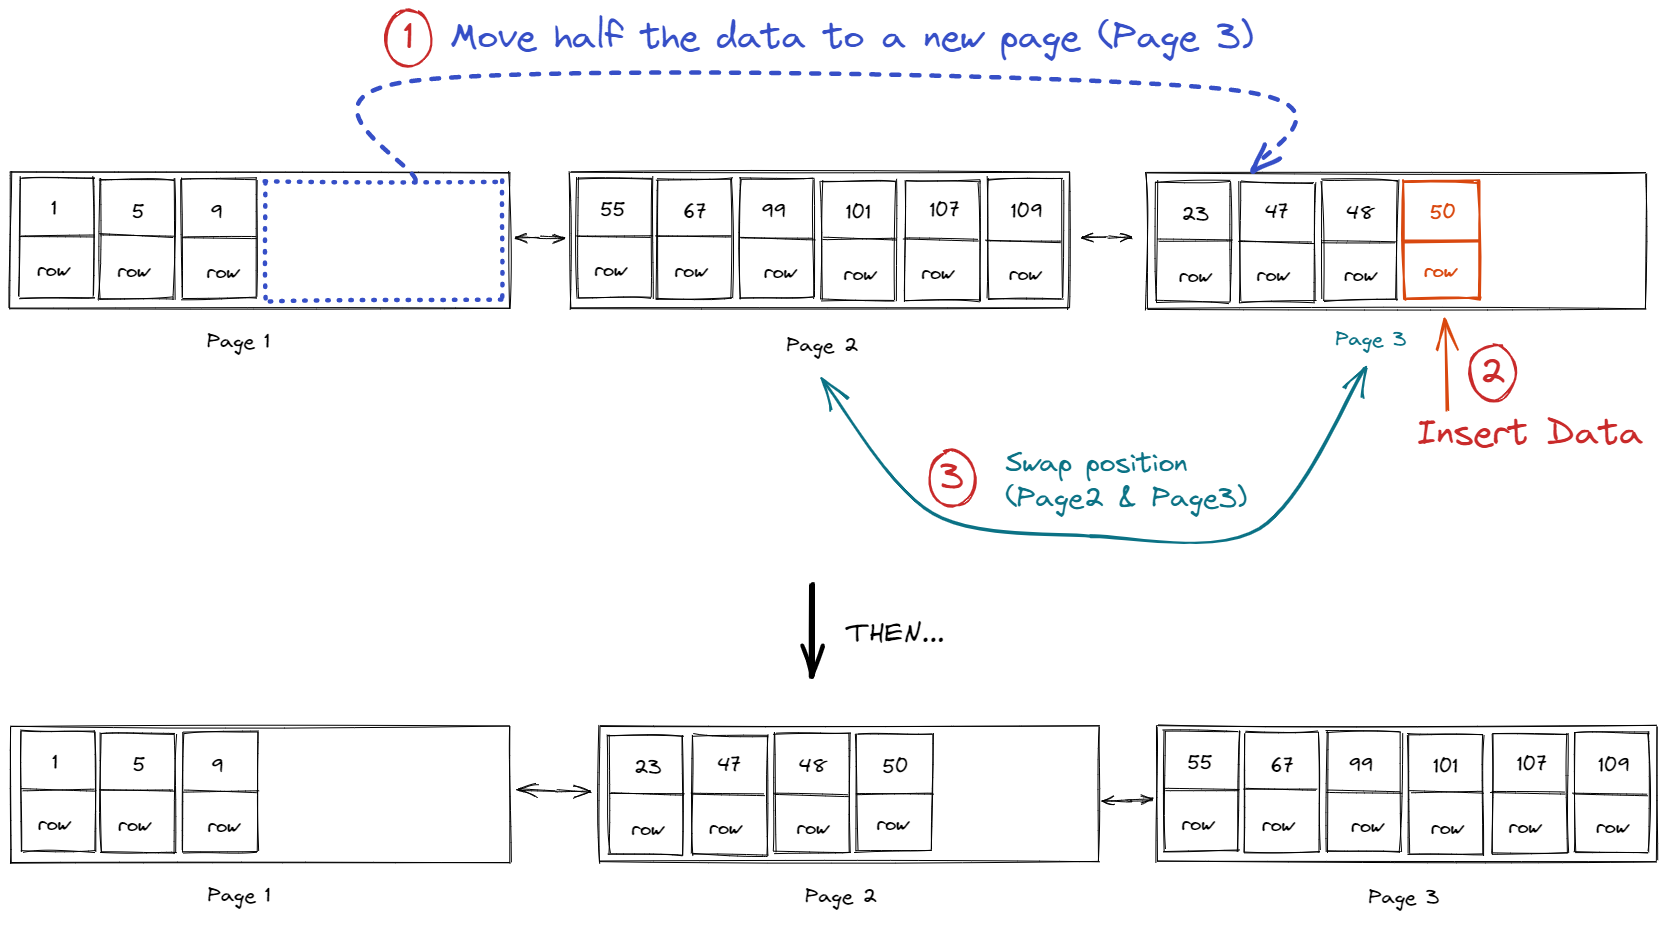 1 Move half the data to a new page (Page 3)
1 5 9
row row row
55 67 99 101 107 109
row row row row row row
23 47 48 50
row row row row
Page 1
Page 2
Page 3
2
Insert Data
3 Swap position
(Page2 & Page3)
THEN...
1 5 9
row row row
23 47 48 50
row row row row
55 67 99 101 107 109
row row row row row row
Page 1
Page 2
Page 3